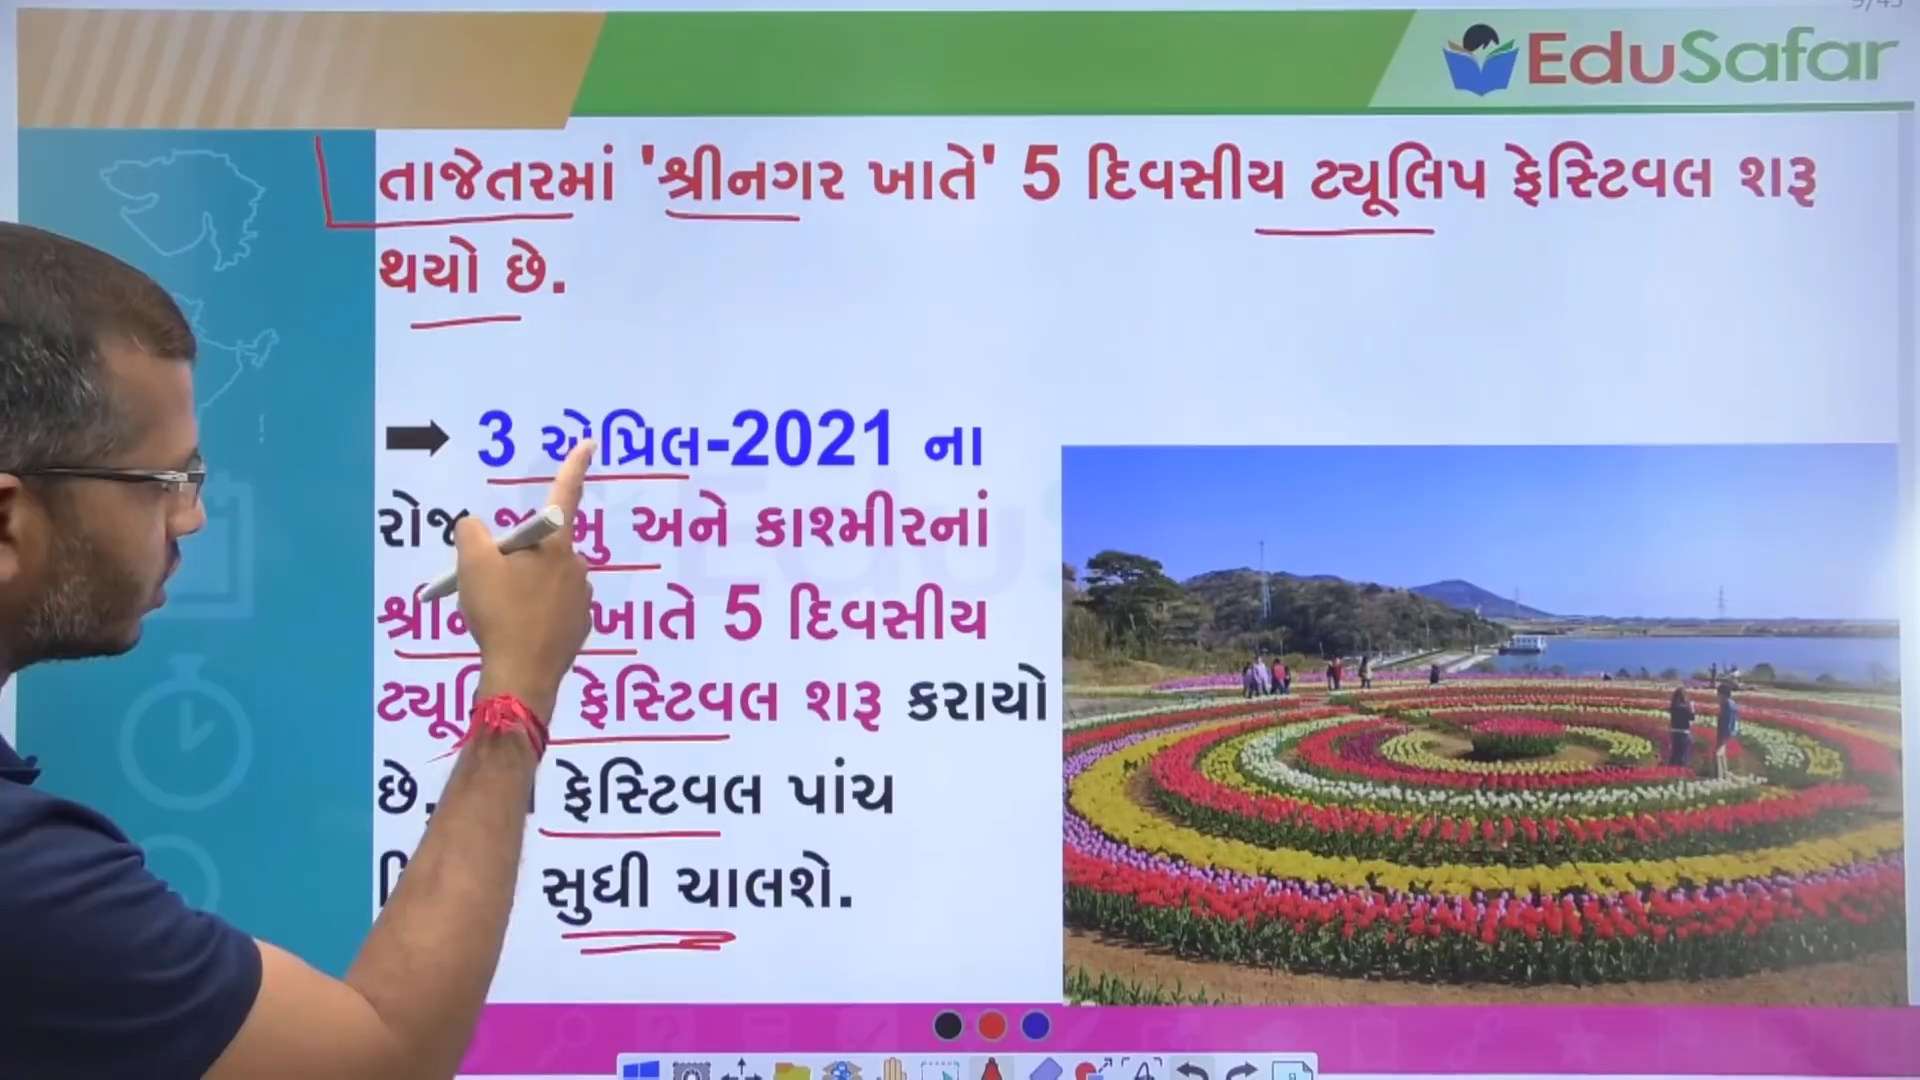 EduSafar
તાજેતરમાં 'શ્રીનગર ખાતે' 5 દિવસીય ટ્યૂલિપ ફેસ્ટિવલ શરૂ
થયો છે.
3 એપ્રિલ-2021 ના
રોજ અને કાશ્મીરનાં
ખાતે 5 દિવસીય
ફેસ્ટિવલ શરૂ કરાયો
છે. ફેસ્ટિવલ પાંચ
સુધી ચાલશે.